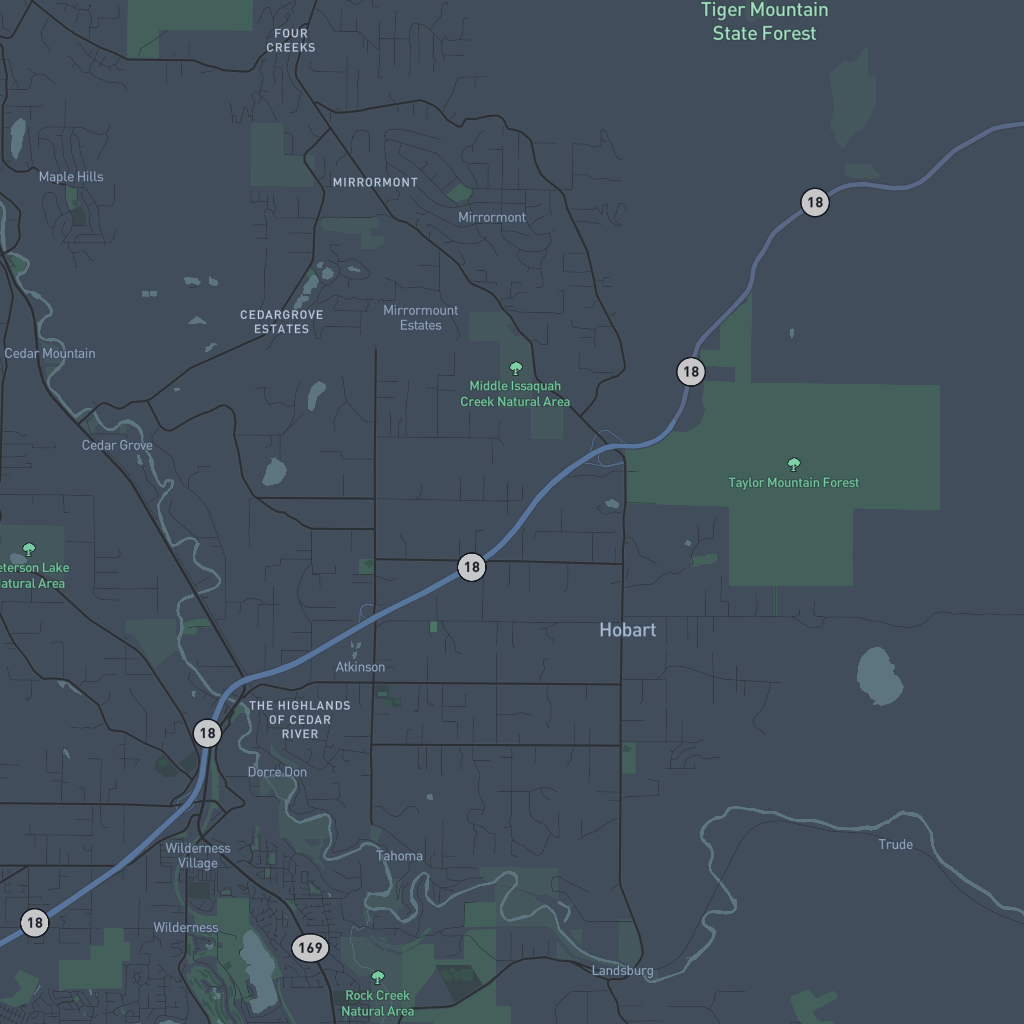 Tiger Mountain
State Forest
FOUR
CREEKS
Maple Hills
MIRRORMONT
Mirrormont
18
CEDARGROVE
ESTATES
Mirrormount
Estates
Cedar Mountain
18
Middle Issaquah
Creek Natural Area
Cedar Grove
Taylor Mountain Forest
eterson Lake
atural Area
18
Hobart
Atkinson
THE HIGHLANDS
OF CEDAR
RIVER
18
Dorre Don
Wilderness
Village
Tahoma
Trude
18
Wilderness
169
Landsburg
Rock Creek
Natural Area